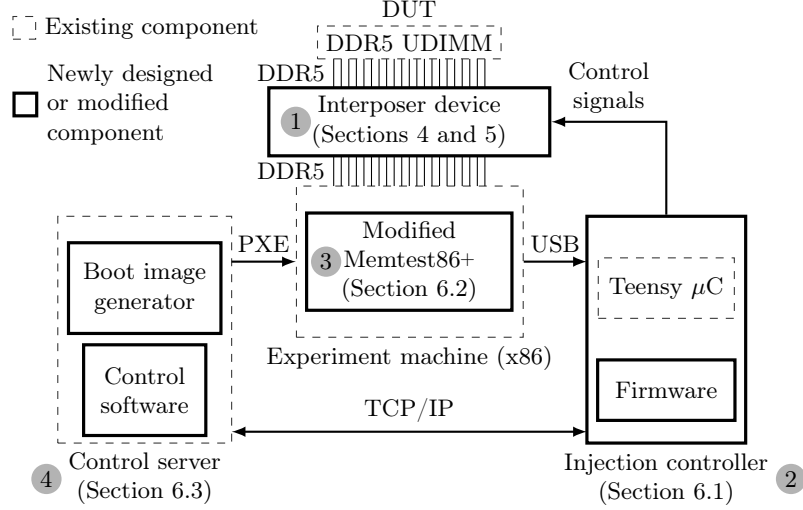 DUT
Existing component
DDR5 UDIMM
Newly designed
or modified
component
DDR5
Control
signals
1
Interposer device
(Sections 4 and 5)
DDR5
PXE
Modified
3
Memtest86+
(Section 6.2)
USB
Boot image
generator
Teensy μC
Experiment machine (x86)
Control
software
Firmware
TCP/IP
4
Control server
(Section 6.3)
Injection controller
(Section 6.1)
2